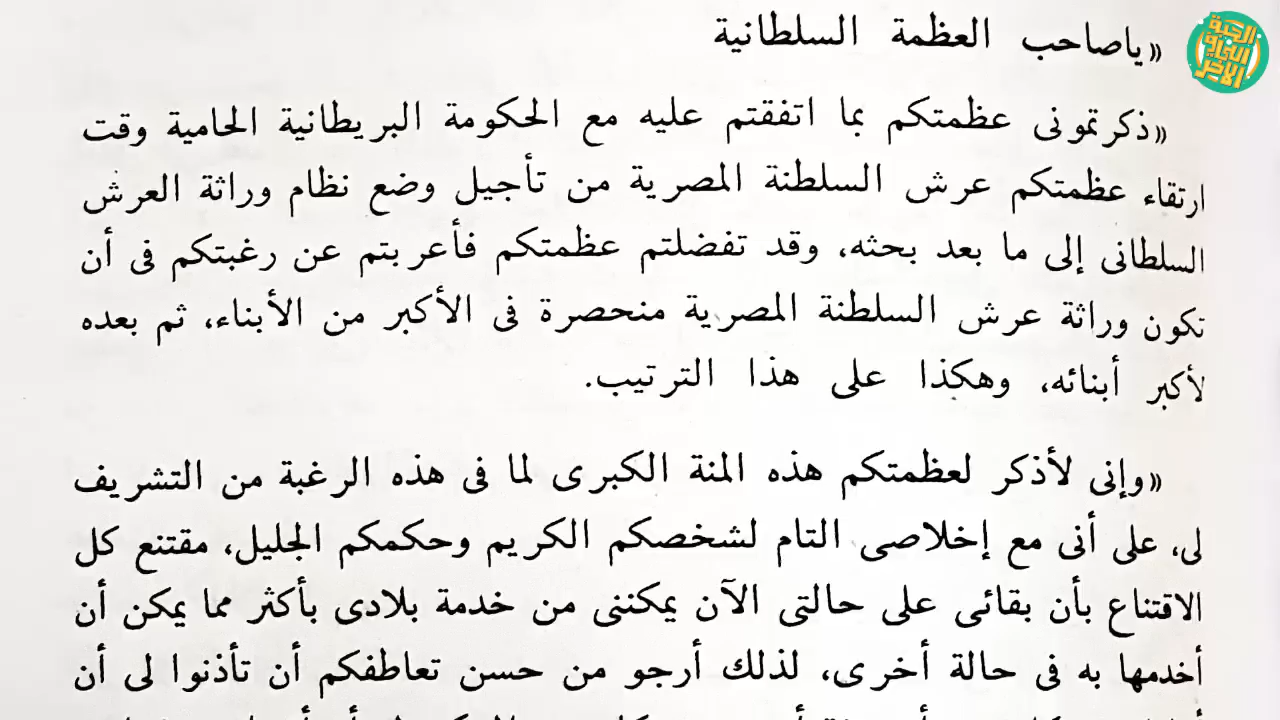 «ياصاحب العظمة السلطانية
«ذكرتمونى عظمتكم بما اتفقتم عليه مع الحكومة البريطانية الحامية وقت
ارتقاء عظمتكم عرش السلطنة المصرية من تأجيل وضع نظام وراثة العرش
السلطانى إلى ما بعد بحثه، وقد تفضلتم عظمتكم فأعربتم عن رغبتكم فى أن
تكون وراثة عرش السلطنة المصرية منحصرة فى الأكبر من الأبناء، ثم بعده
لأكبر أبنائه، وهكذا على هذا الترتيب.
«وإنى لأذكر لعظمتكم هذه المنة الكبرى لما فى هذه الرغبة من التشريف
لى، على أنى مع إخلاصى التام لشخصكم الكريم وحكمكم الجليل، مقتنع كل
الاقتناع بأن بقائى على حالتى الآن يمكننى من خدمة بلادى بأكثر مما يمكن أن
أخدمها به فى حالة أخرى، لذلك أرجو من حسن تعاطفكم أن تأذنوا لى أن